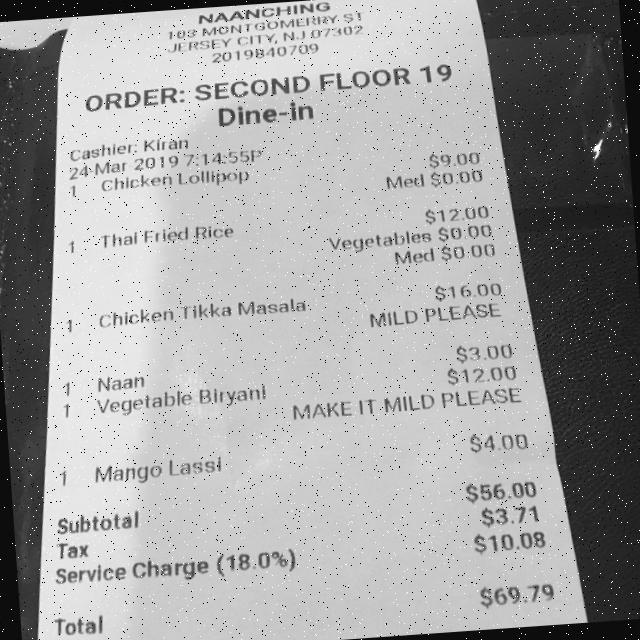 NAANCHING
103 MONTGOMERRY ST
JERSEY CITY, NJ 07302
2019840709
ORDER: SECOND FLOOR 19
Dine-in
Cashier: Kiran
24-Mar 2019 7:14:55P
1 Chicken Lollipop $9.00
Med $0.00
1 Thai Fried Rice $12.00
Vegetables $0.00
Med $0.00
1 Chicken Tikka Masala $16.00
MILD PLEASE
1 Naan $3.00
1 Vegetable Biryani $12.00
MAKE IT MILD PLEASE
1 Mango Lassi $4.00
Subtotal $56.00
Tax $3.71
Service Charge (18.0%) $10.08
Total $69.79